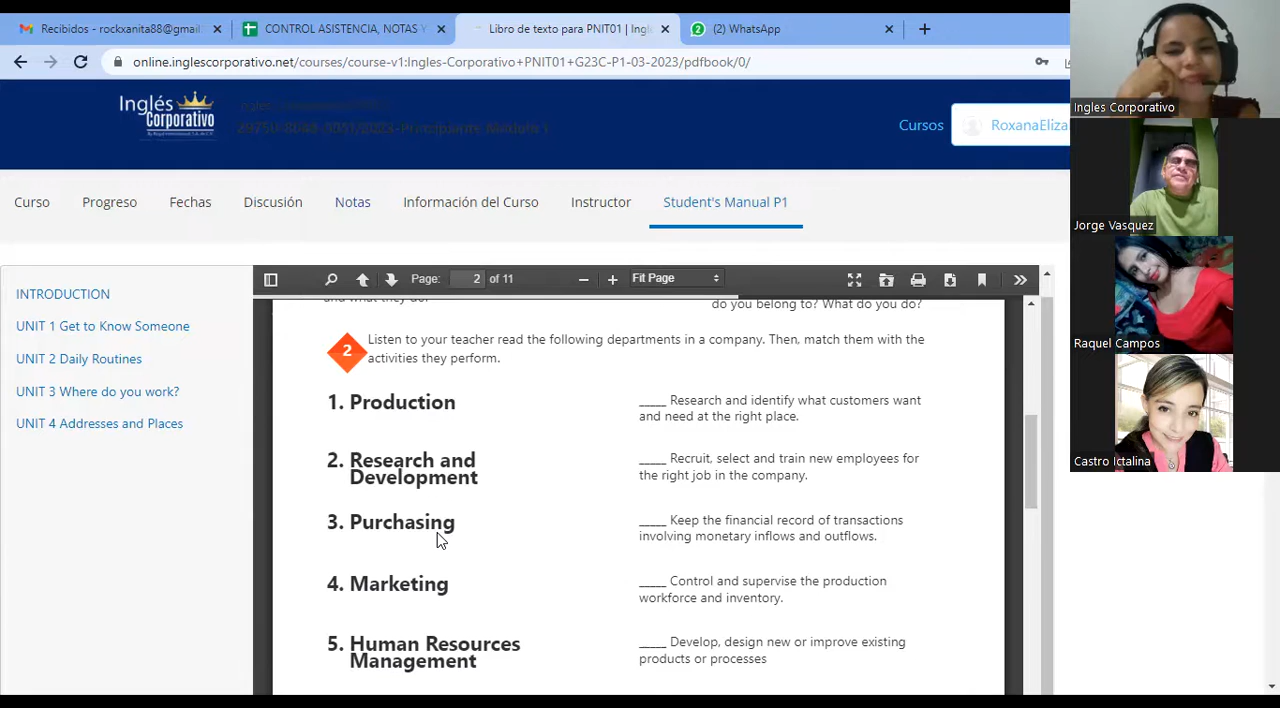 Recibidos - rockxanita88@gmail
CONTROL ASISTENCIA, NOTAS Y
Libro de texto para PNIT01 | Ingl
(2) WhatsApp
online.inglescorporativo.net/courses/course-v1:Ingles-Corporativo+PNIT01+G23C-P1-03-2023/pdfbook/0/
Ingles Corporativo
Jorge Vasquez
Raquel Campos
Castro Ictalina
Inglés
Corporativo
Cursos
RoxanaEliza
Curso
Progreso
Fechas
Discusión
Notas
Información del Curso
Instructor
Student's Manual P1
INTRODUCTION
UNIT 1 Get to Know Someone
UNIT 2 Daily Routines
UNIT 3 Where do you work?
UNIT 4 Addresses and Places
Page: 2 of 11
Fit Page
and what they do?
do you belong to? What do you do?
2 Listen to your teacher read the following departments in a company. Then, match them with the
activities they perform.
1. Production
_____ Research and identify what customers want
and need at the right place.
2. Research and
Development
_____ Recruit, select and train new employees for
the right job in the company.
3. Purchasing
_____ Keep the financial record of transactions
involving monetary inflows and outflows.
4. Marketing
_____ Control and supervise the production
workforce and inventory.
5. Human Resources
Management
_____ Develop, design new or improve existing
products or processes